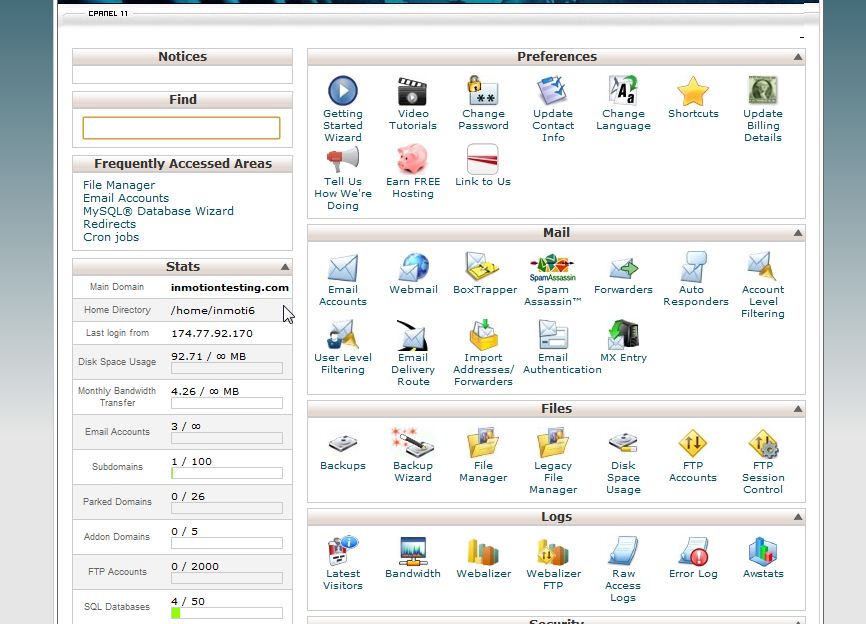 CPANEL 11
Notices
Find
Frequently Accessed Areas
File Manager
Email Accounts
MySQL® Database Wizard
Redirects
Cron jobs
Stats
Main Domain inmotiontesting.com
Home Directory /home/inmoti6
Last login from 174.77.92.170
Disk Space Usage 92.71 / ∞ MB
Monthly Bandwidth
Transfer
4.26 / ∞ MB
Email Accounts 3 / ∞
Subdomains 1 / 100
Parked Domains 0 / 26
Addon Domains 0 / 5
FTP Accounts 0 / 2000
SQL Databases 4 / 50
Preferences
Getting
Started
Wizard
Video
Tutorials
Change
Password
Update
Contact
Info
Change
Language
Shortcuts
Update
Billing
Details
Tell Us
How We're
Doing
Earn FREE
Hosting
Link to Us
Mail
Email
Accounts
Webmail
BoxTrapper
SpamAssassin
Spam
Assassin™
Forwarders
Auto
Responders
Account
Level
Filtering
User Level
Filtering
Email
Delivery
Route
Import
Addresses/
Forwarders
Email
Authentication
MX Entry
Files
Backups
Backup
Wizard
File
Manager
Legacy
File
Manager
Disk
Space
Usage
FTP
Accounts
FTP
Session
Control
Logs
Latest
Visitors
Bandwidth
Webalizer
Webalizer
FTP
Raw
Access
Logs
Error Log
Awstats
Security